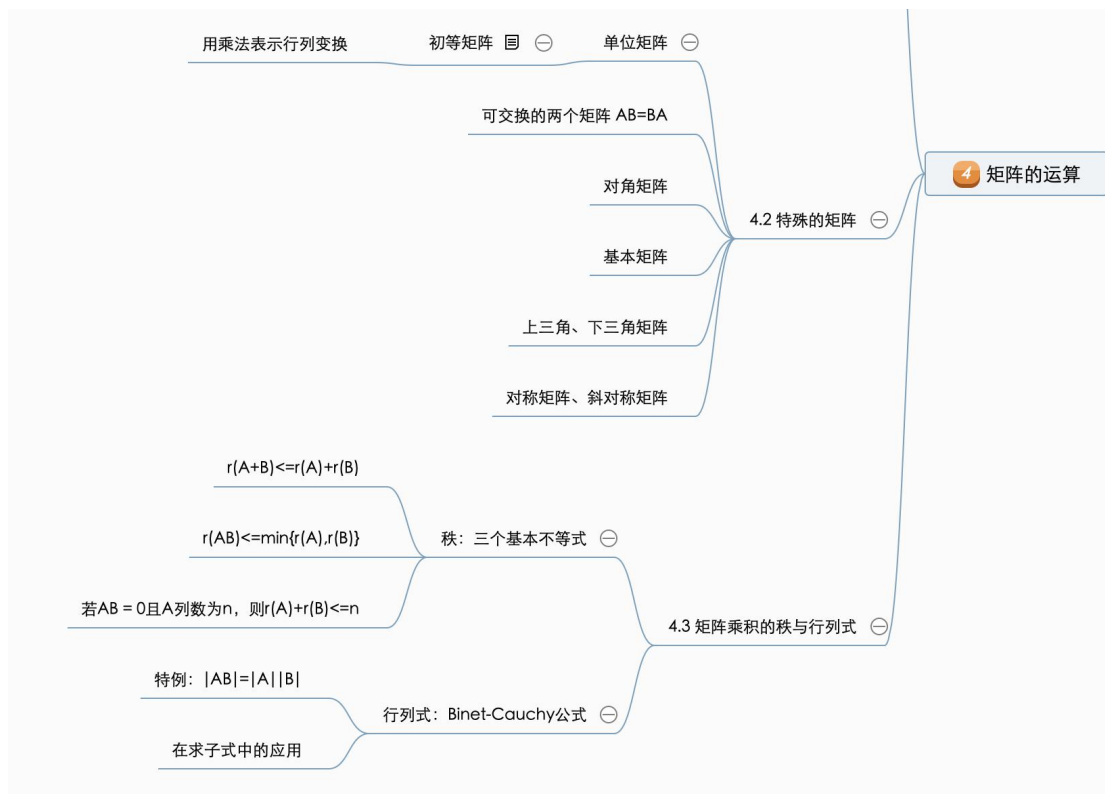 4 矩阵的运算
4.2 特殊的矩阵
单位矩阵
初等矩阵
用乘法表示行列变换
可交换的两个矩阵 AB=BA
对角矩阵
基本矩阵
上三角、下三角矩阵
对称矩阵、斜对称矩阵
4.3 矩阵乘积的秩与行列式
秩：三个基本不等式
r(A+B)<=r(A)+r(B)
r(AB)<=min{r(A),r(B)}
若AB = 0且A列数为n，则r(A)+r(B)<=n
行列式：Binet-Cauchy公式
特例：|AB|=|A||B|
在求子式中的应用